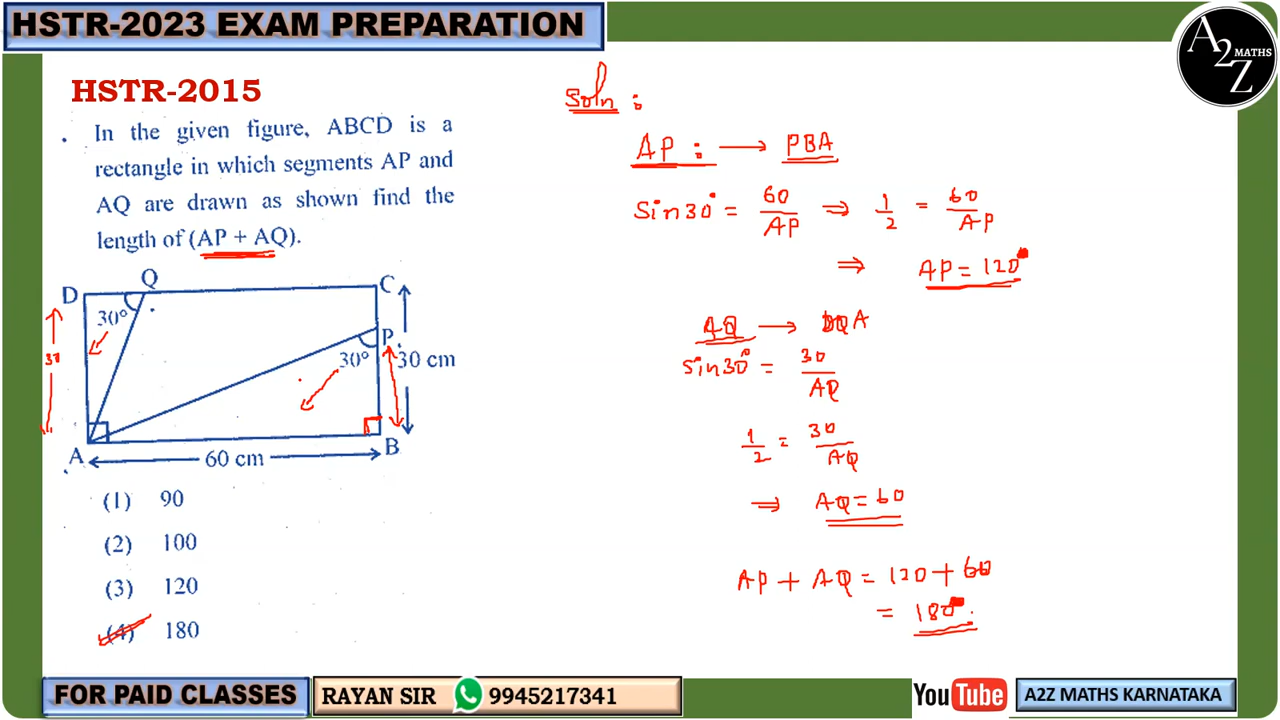 HSTR-2023 EXAM PREPARATION
A2Z MATHS
HSTR-2015
. In the given figure, ABCD is a
rectangle in which segments AP and
AQ are drawn as shown find the
length of (AP + AQ).
D Q C
30°
P
30
30° 30 cm
A B
60 cm
(1) 90
(2) 100
(3) 120
(4) 180
Soln :
AP : → PBA
Sin30° = 60/AP ⇒ 1/2 = 60/AP
⇒ AP = 120
AQ → DQA
Sin30° = 30/AQ
1/2 = 30/AQ
⇒ AQ = 60
AP + AQ = 120 + 60
= 180.
FOR PAID CLASSES
RAYAN SIR 9945217341
YouTube
A2Z MATHS KARNATAKA